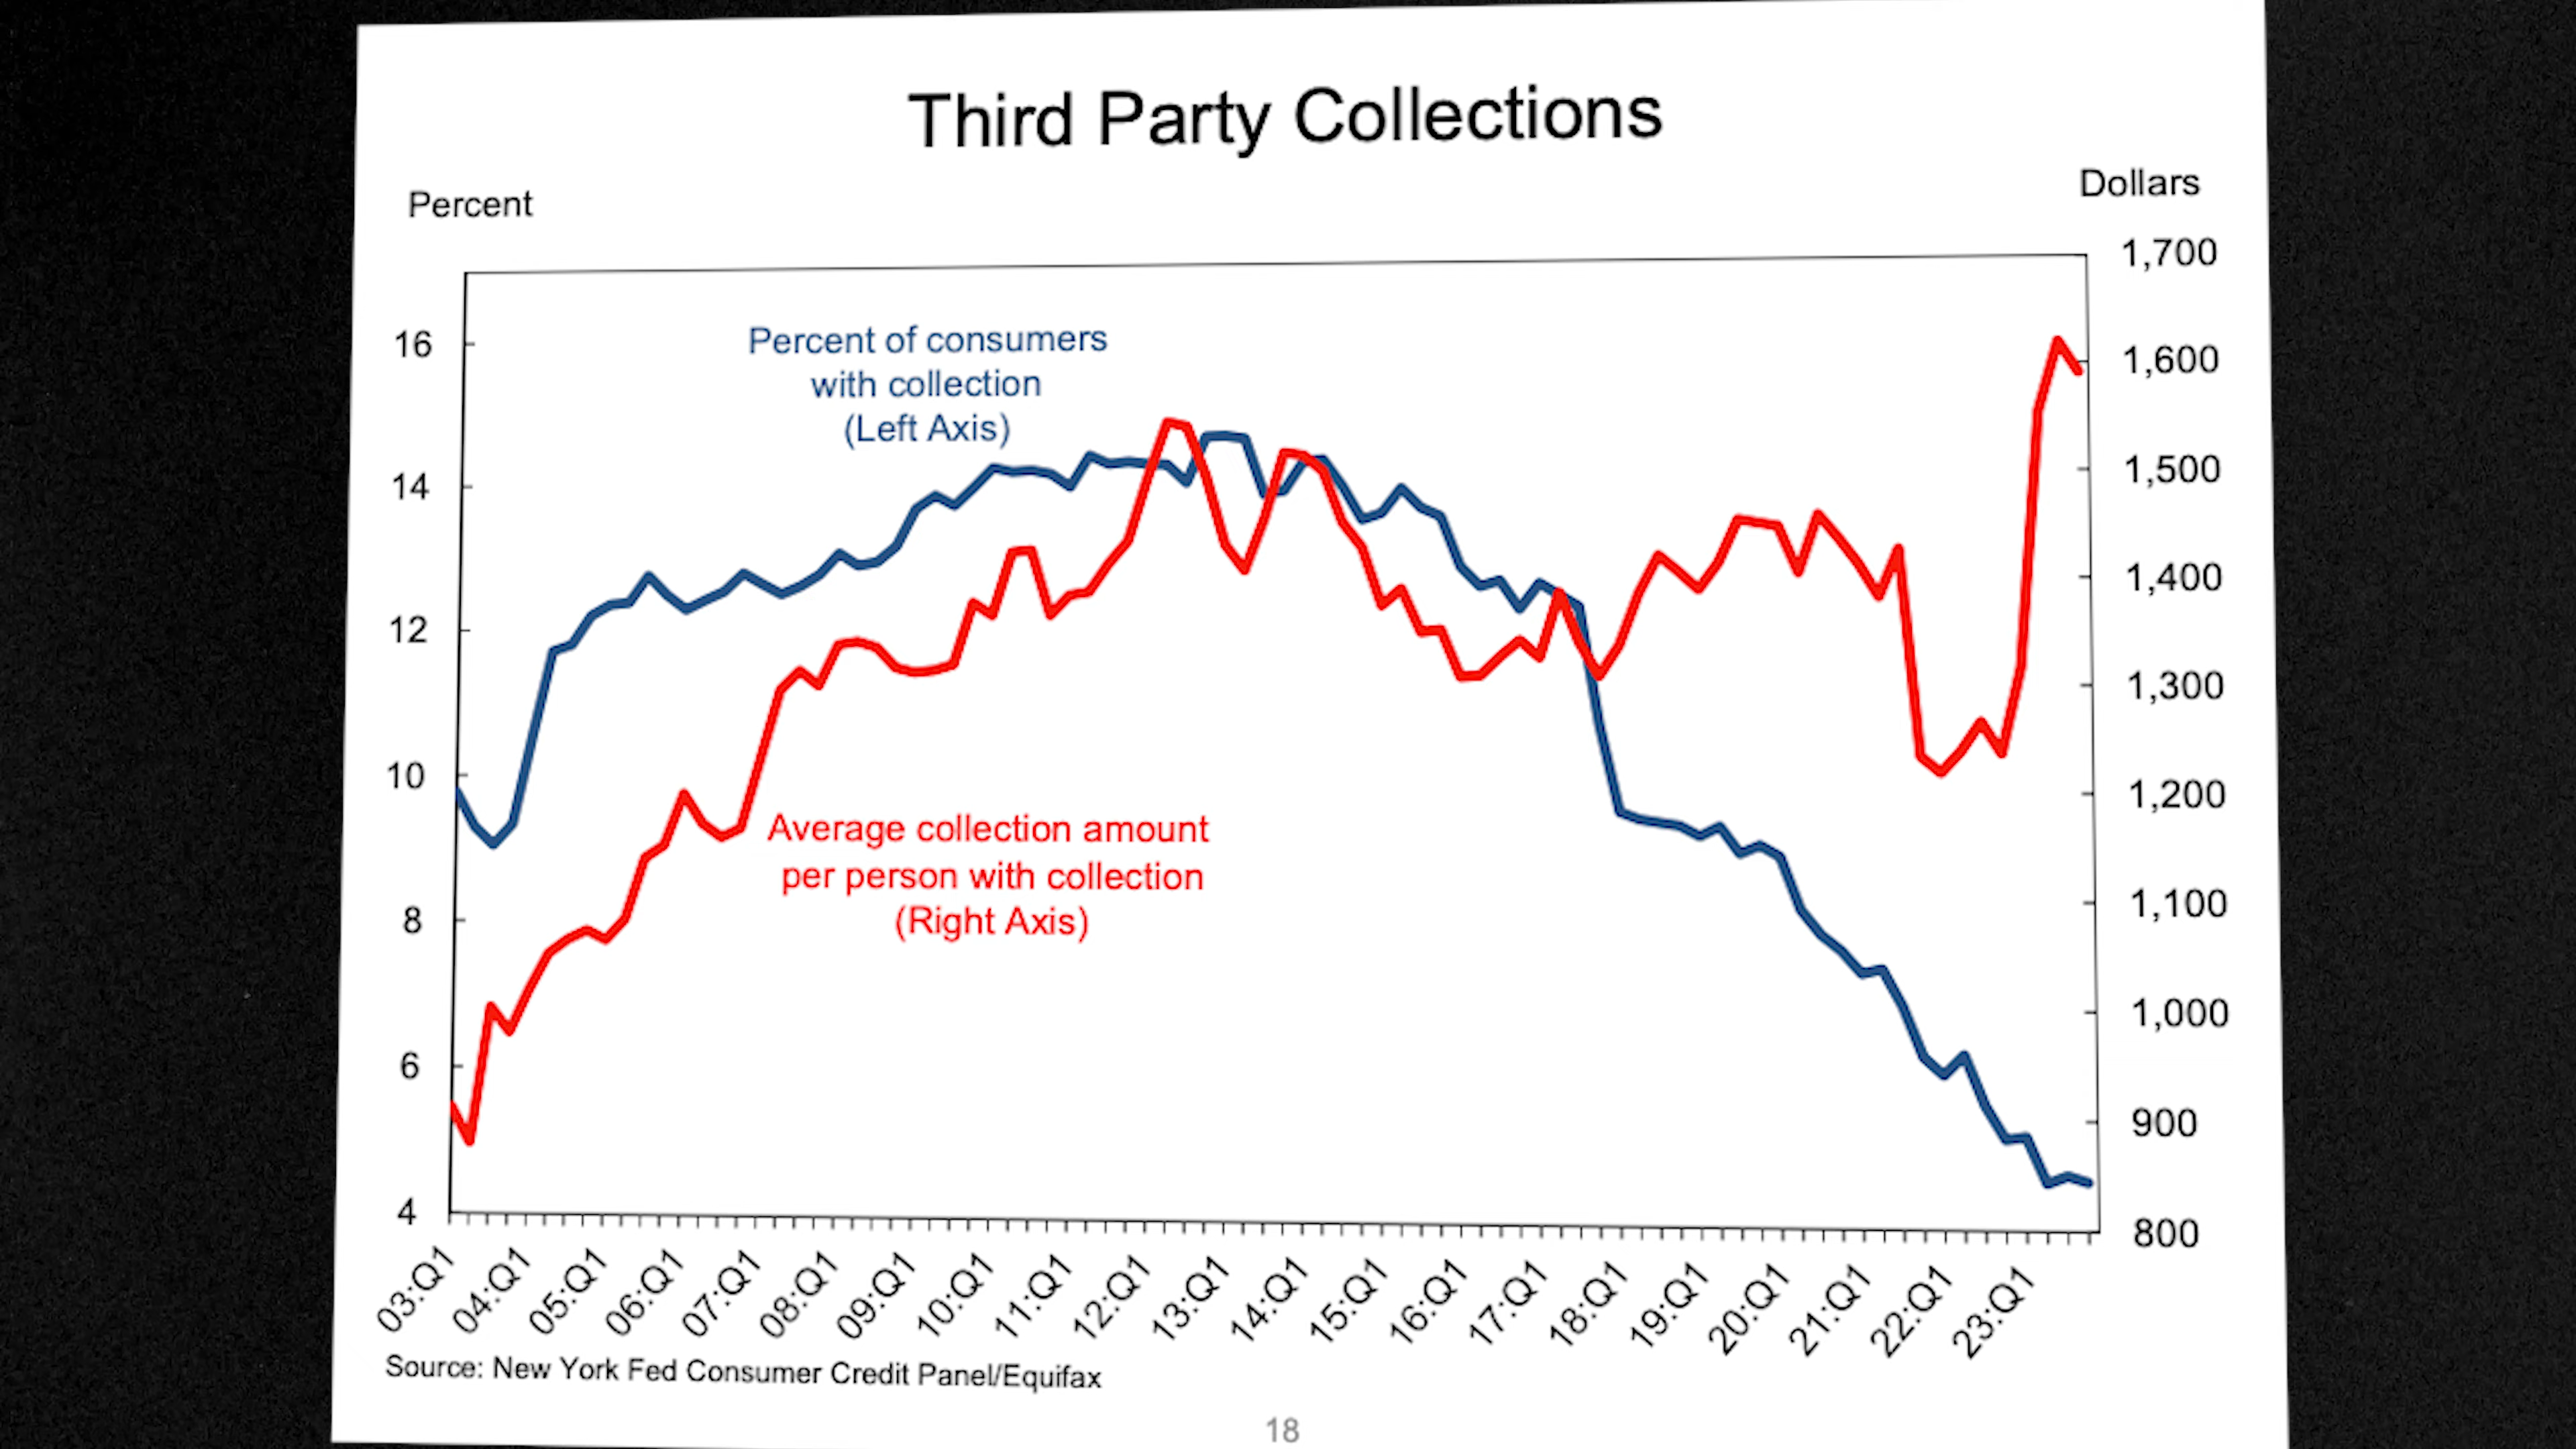 Third Party Collections
Percent
Dollars
Percent of consumers
with collection
(Left Axis)
Average collection amount
per person with collection
(Right Axis)
16
14
12
10
8
6
4
1,700
1,600
1,500
1,400
1,300
1,200
1,100
1,000
900
800
03:Q1
04:Q1
05:Q1
06:Q1
07:Q1
08:Q1
09:Q1
10:Q1
11:Q1
12:Q1
13:Q1
14:Q1
15:Q1
16:Q1
17:Q1
18:Q1
19:Q1
20:Q1
21:Q1
22:Q1
23:Q1
Source: New York Fed Consumer Credit Panel/Equifax
18